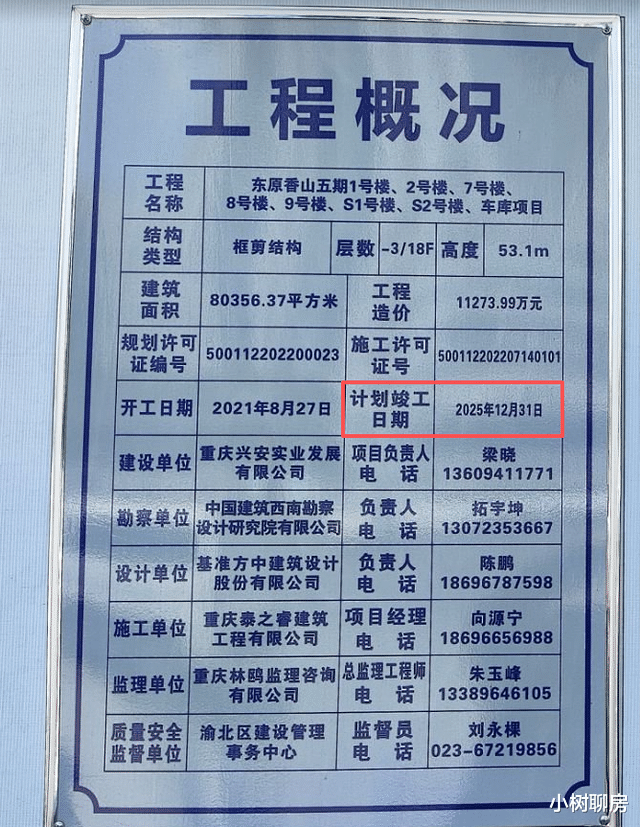 工程概况
工程
名称
东原香山五期1号楼、2号楼、7号楼、
8号楼、9号楼、S1号楼、S2号楼、车库项目
结构
类型
框剪结构
层数
-3/18F
高度
53.1m
建筑
面积
80356.37平方米
工程
造价
11273.99万元
规划许可
证编号
500112202200023
施工许可
证号
500112202207140101
开工日期
2021年8月27日
计划竣工
日期
2025年12月31日
建设单位
重庆兴安实业发展
有限公司
项目负责人
电 话
梁晓
13609411771
勘察单位
中国建筑西南勘察
设计研究院有限公司
负责人
电 话
拓宇坤
13072353667
设计单位
基准方中建筑设计
股份有限公司
负责人
电 话
陈鹏
18696787598
施工单位
重庆泰之睿建筑
工程有限公司
项目经理
电 话
向源宁
18696656988
监理单位
重庆林鸥监理咨询
有限公司
总监理工程师
电 话
朱玉峰
13389646105
质量安全
监督单位
渝北区建设管理
事务中心
监督员
电 话
刘永棵
023-67219856
小树聊房